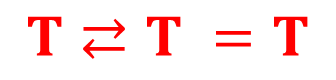 T ⇄ T = T